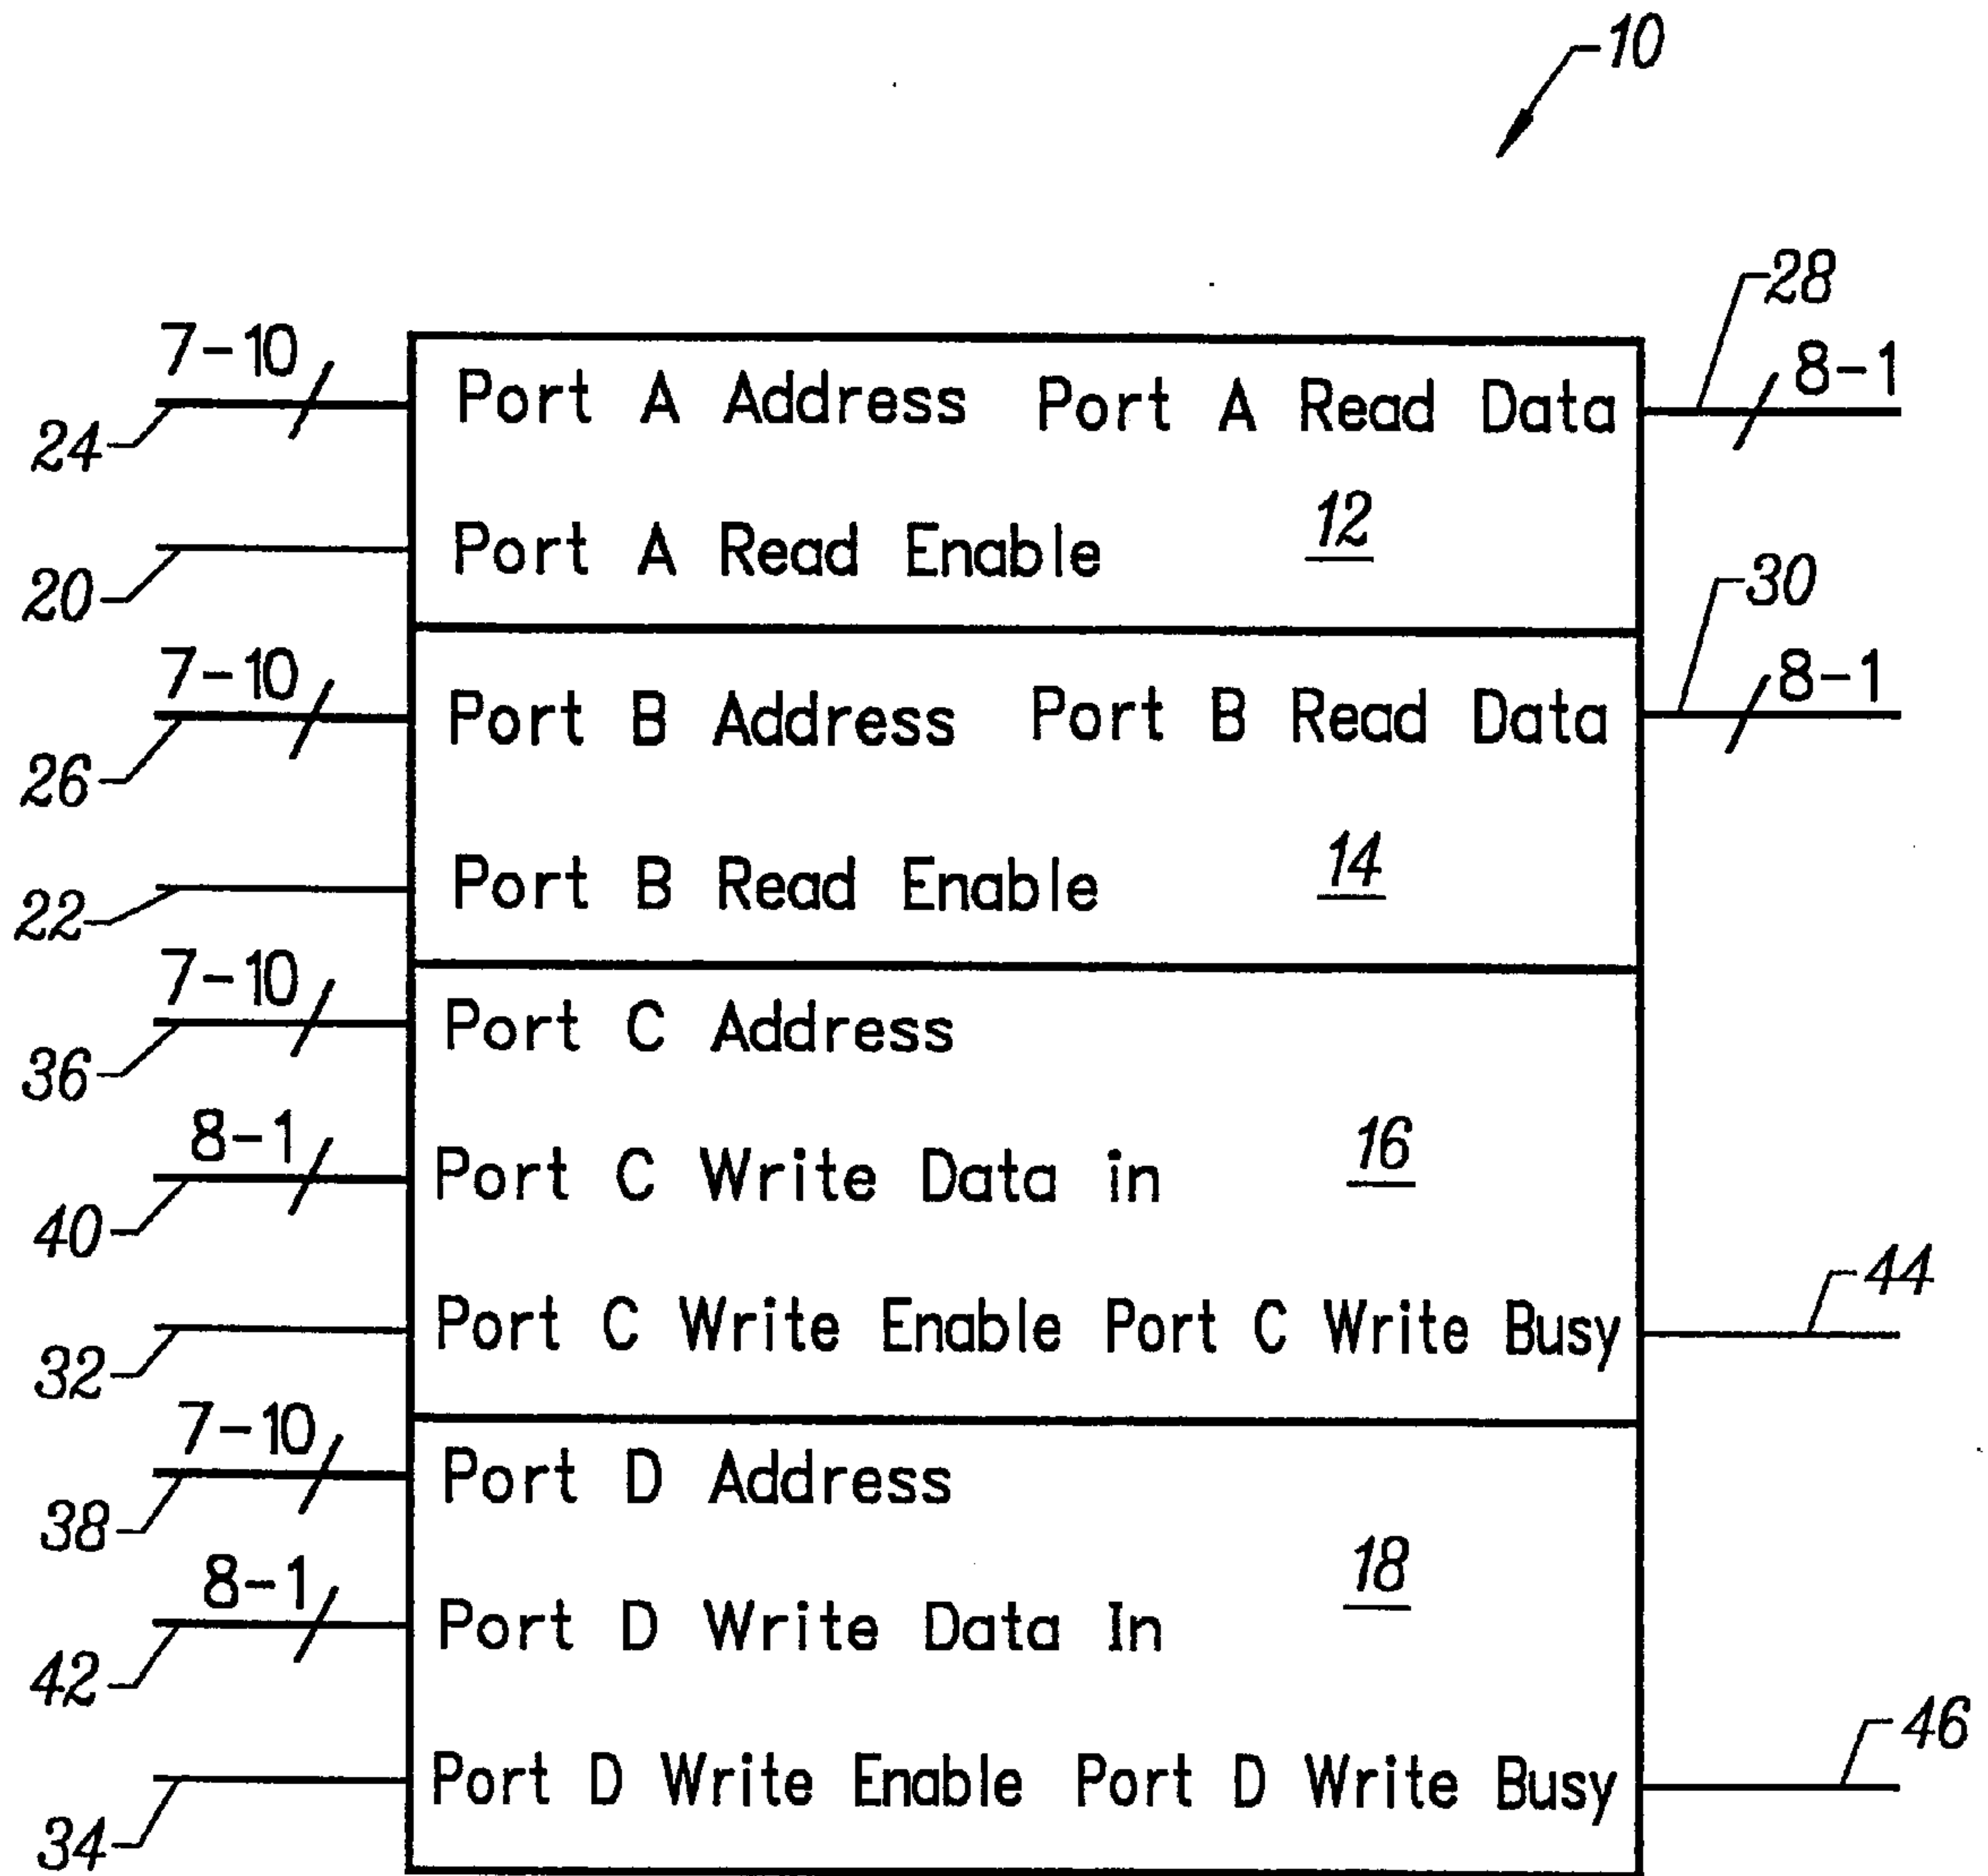 10
28
7-10 Port A Address Port A Read Data 8-1
24
12
Port A Read Enable
20
30
7-10 Port B Address Port B Read Data 8-1
26
14
Port B Read Enable
22
7-10 Port C Address
36
8-1 Port C Write Data in 16
40
44
Port C Write Enable Port C Write Busy
32
7-10 Port D Address
38
18
8-1 Port D Write Data In
42
46
Port D Write Enable Port D Write Busy
34